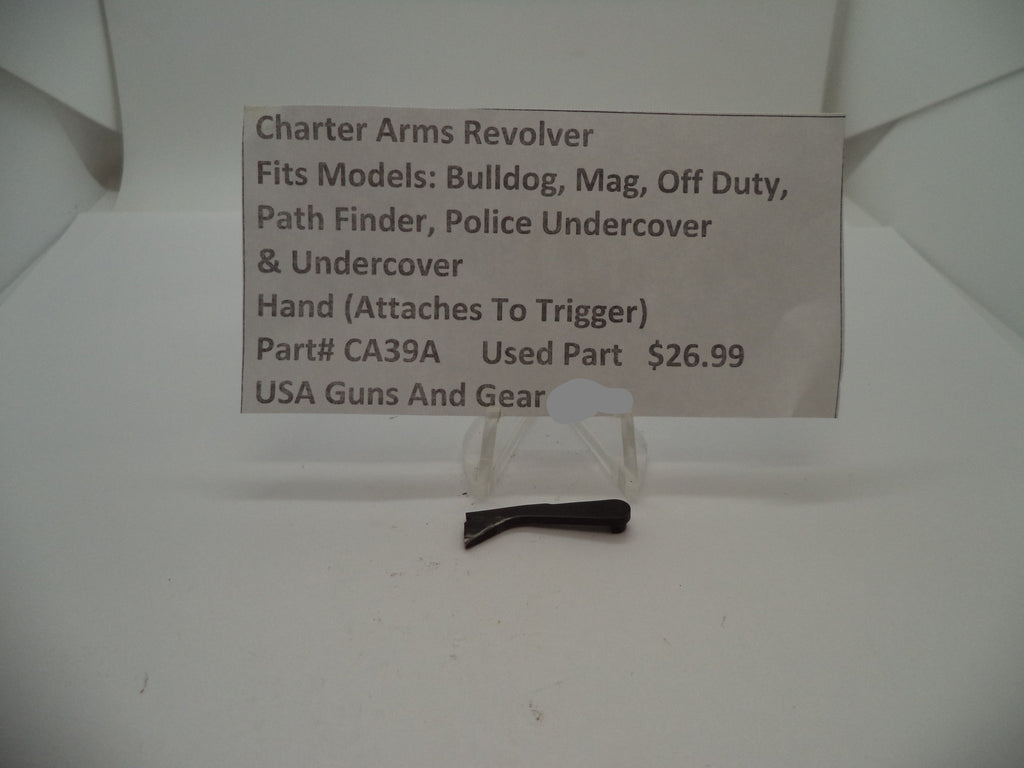 Charter Arms Revolver
Fits Models: Bulldog, Mag, Off Duty,
Path Finder, Police Undercover
& Undercover
Hand (Attaches To Trigger)
Part# CA39A Used Part $26.99
USA Guns And Gear